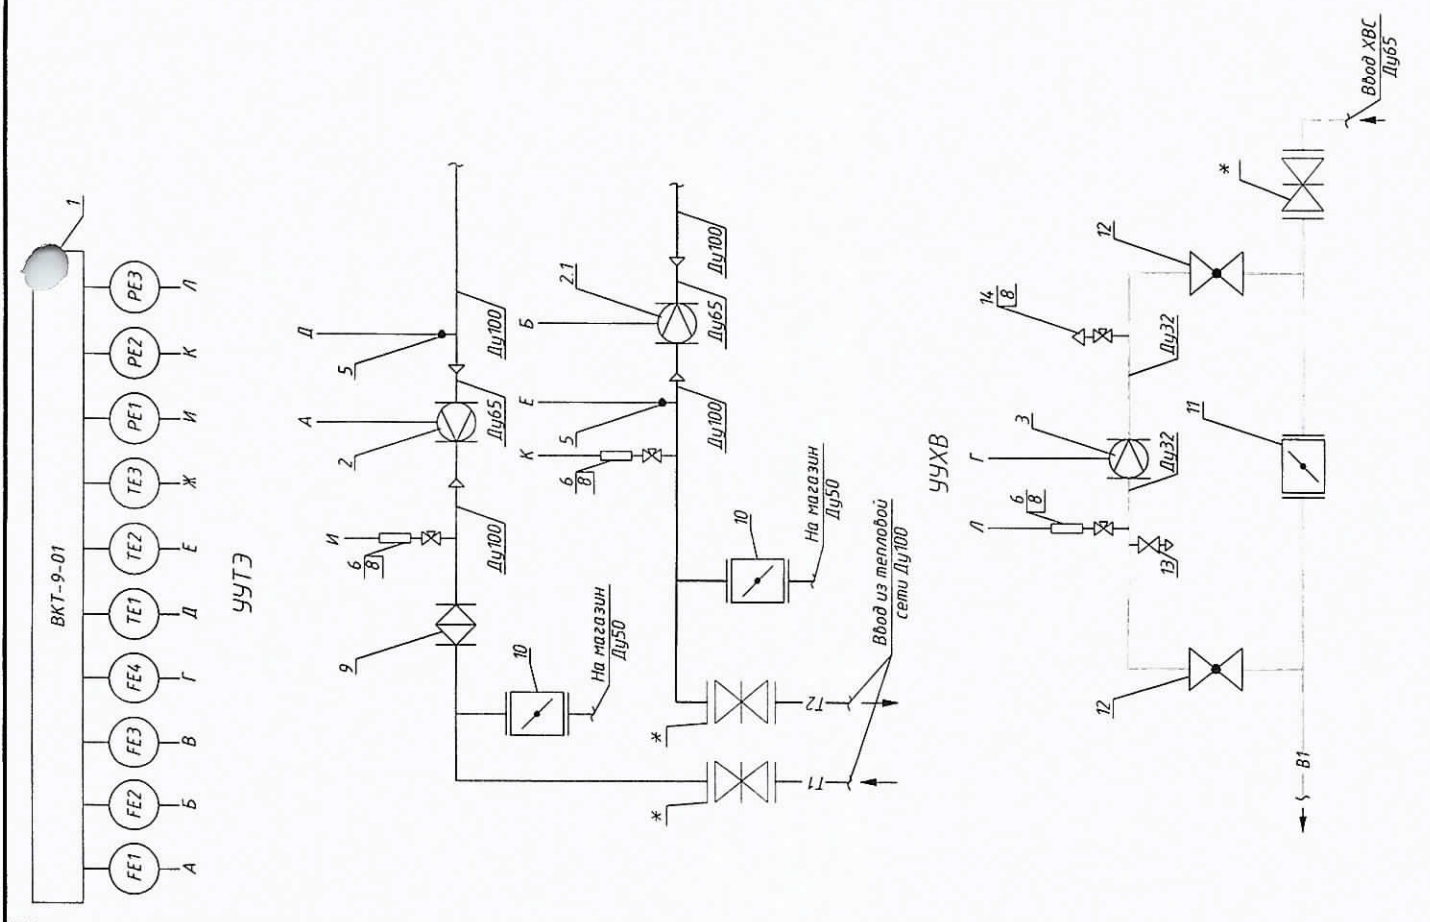 ВКТ-9-01
1
FE1
FE2
FE3
FE4
TE1
TE2
TE3
PE1
PE2
PE3
А
Б
В
Г
Д
Е
Ж
И
К
Л
УУТЭ
*
Т1
9
10
На магазин
Ду50
И
6
8
Ду100
2
А
Ду65
5
Д
Ду100
*
Т2
Ввод из тепловой
сети Ду100
10
На магазин
Ду50
К
6
8
Е
5
Ду100
Б
2.1
Ду65
Ду100
УУХВ
В1
12
Л
6
8
13
Г
3
Ду32
Ду32
14
8
12
11
*
Ввод ХВС
Ду65